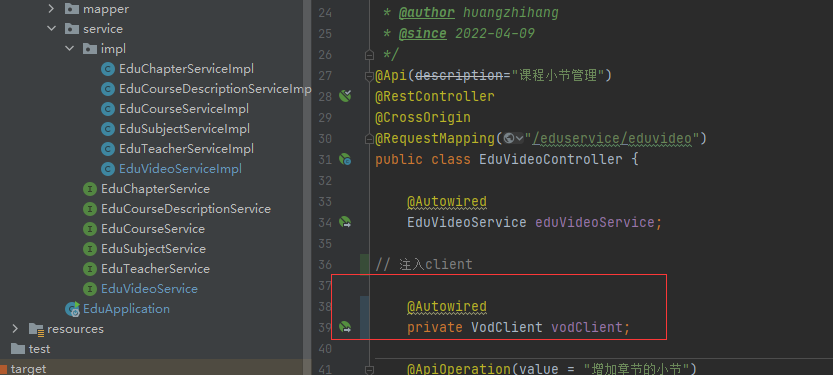 mapper
service
impl
EduChapterServiceImpl
EduCourseDescriptionServiceImp
EduCourseServiceImpl
EduSubjectServiceImpl
EduTeacherServiceImpl
EduVideoServiceImpl
EduChapterService
EduCourseDescriptionService
EduCourseService
EduSubjectService
EduTeacherService
EduVideoService
EduApplication
resources
test
target
24 * @author huangzhihang
25 * @since 2022-04-09
26 */
27 @Api(description="课程小节管理")
28 @RestController
29 @CrossOrigin
30 @RequestMapping("/eduservice/eduvideo")
31 public class EduVideoController {
32
33 @Autowired
34 EduVideoService eduVideoService;
35
36 // 注入client
37
38 @Autowired
39 private VodClient vodClient;
40
41 @ApiOperation(value = "增加章节的小节")